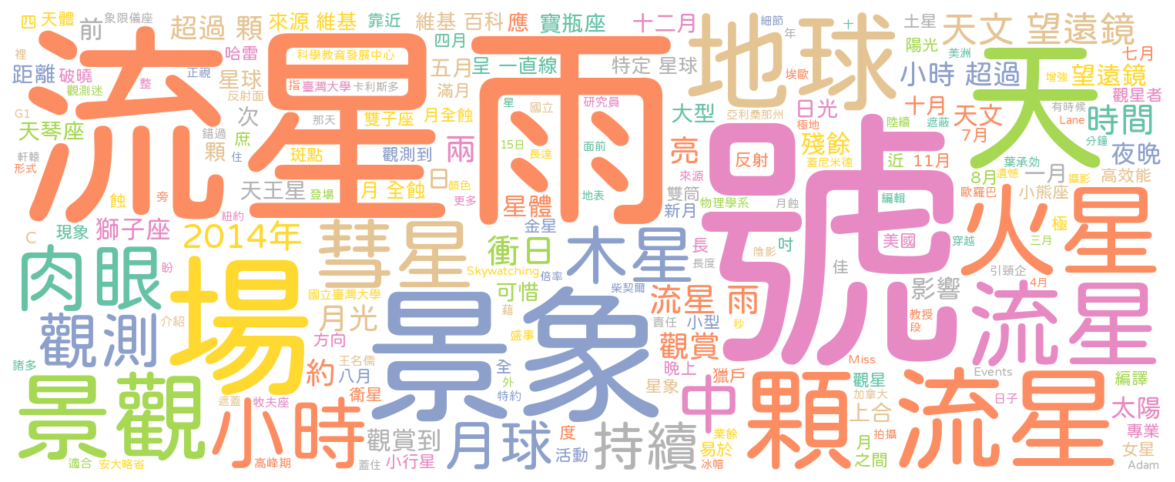 四 天體
前
象限儀座
超過 顆
來源 維基
靠近
維基 百科
應
寶瓶座
十二月
土星
天文 望遠鏡
細節
年
十
美洲
陽光
七月
流星雨
地球
天
哈雷
科學教育發展中心
四月
五月
呈 一直線
特定 星球
裡
距離
破曉
整
正視
星球
觀測迷
反射面
指
臺灣大學
卡利斯多
滿月
埃歐
小時 超過
增強
望遠鏡
觀星者
G1
天琴座
次
那天
雙子座
月全蝕
星
國立
研究員
大型
日光
亞利桑那州
極地
陸續
遮蔽
十月
天文
有時候
Lane
時間
軒轅
形式
錯過
顆
庶
住
斑點
觀測到
兩
15日
長達
面前
亮
反射
殘餘
蓋尼米德
近
11月
7月
分鐘
夜晚
蝕
旁
天王星
登場
月 全蝕
日
顏色
更多
星體
地表
雙筒
來源
物理學系
月蝕
歐羅巴
8月
遺憾
葉承効
一月
攝影
高效能
小熊座
C
現象
獅子座
紐約
2014年
彗星
衝日
金星
木星
新月
長
長度
陰影
吋
號
編輯
美國
穿越
極
三月
火星
肉眼
盼
場
國立臺灣大學
月光
Skywatching
倍率
可惜
藉
柴契爾
流星 雨
佳
影響
引頸企
4月
流星
觀測
介紹
方向
景象
盛事
責任
小型
秒
教授
段
觀賞
諸多
景觀
遮蓋
王名儒
約
八月
衛星
全
外
特約
晚上
星象
獵戶
Miss
觀星
加拿大
Events
日子
編譯
太陽
牧夫座
小時
觀賞到
月球
度
活動
持續
中
業餘
易於
冰帽
顆
上合
月
之間
拍攝
流星
專業
女星
Adam
適合
安大略省
高峰期
蓋住
小行星